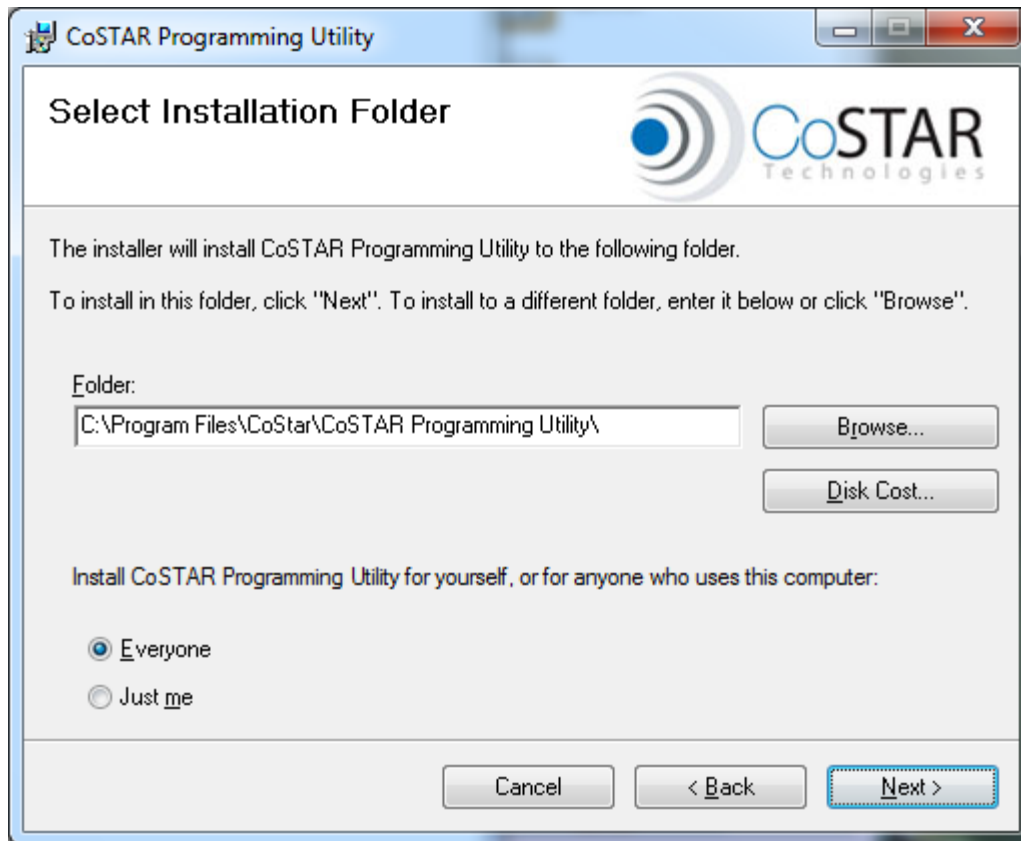 CoSTAR Programming Utility
Select Installation Folder
CoSTAR
Technologies
The installer will install CoSTAR Programming Utility to the following folder.
To install in this folder, click "Next". To install to a different folder, enter it below or click "Browse".
Folder:
C:\Program Files\CoStar\CoSTAR Programming Utility\
Browse...
Disk Cost...
Install CoSTAR Programming Utility for yourself, or for anyone who uses this computer:
Everyone
Just me
Cancel
< Back
Next >